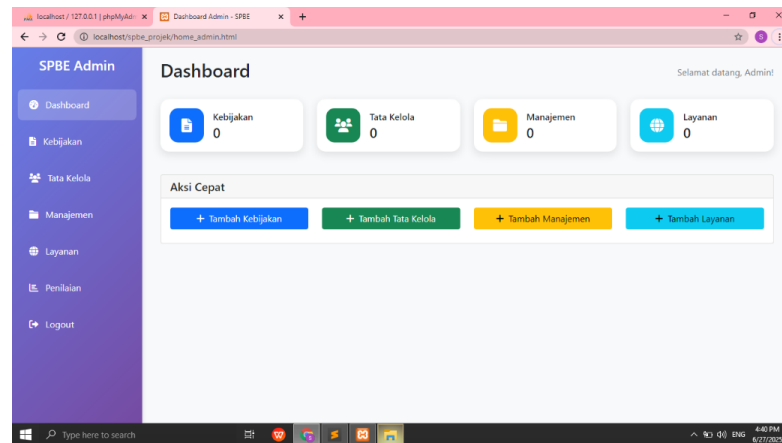 localhost / 127.0.0.1 | phpMyAdm
Dashboard Admin - SPBE
localhost/spbe_projek/home_admin.html
S
SPBE Admin
Dashboard
Kebijakan
Tata Kelola
Manajemen
Layanan
Penilaian
Logout
Dashboard
Selamat datang, Admin!
Kebijakan
0
Tata Kelola
0
Manajemen
0
Layanan
0
Aksi Cepat
+ Tambah Kebijakan
+ Tambah Tata Kelola
+ Tambah Manajemen
+ Tambah Layanan
Type here to search
ENG
4:40 PM